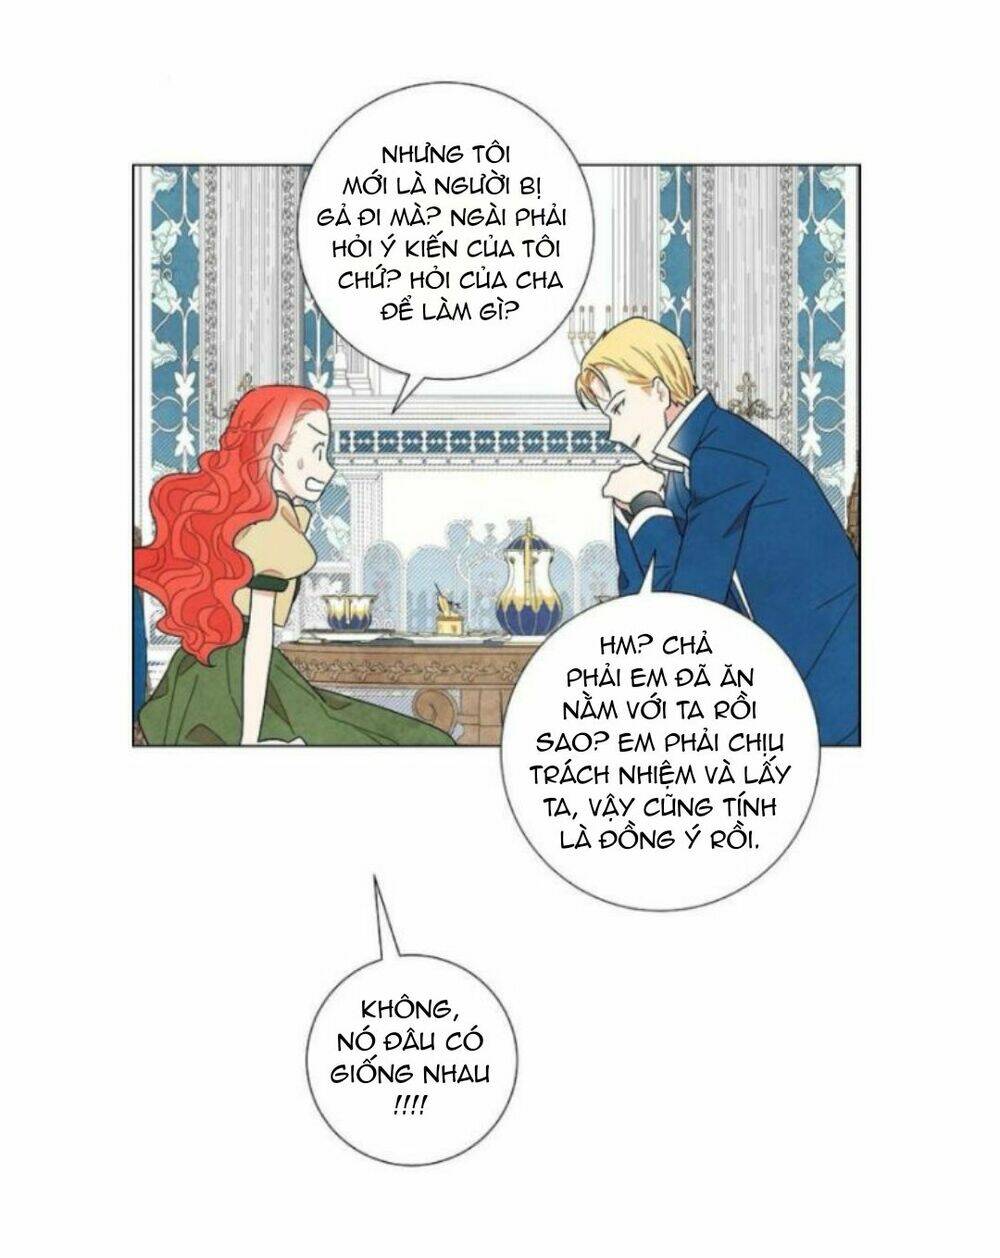 NHƯNG TÔI
MỚI LÀ NGƯỜI BỊ
GẢ ĐI MÀ? NGÀI PHẢI
HỎI Ý KIẾN CỦA TÔI
CHỨ? HỎI CỦA CHA
ĐỂ LÀM GÌ?
HM? CHẢ
PHẢI EM ĐÃ ĂN
NẰM VỚI TA RỒI
SAO? EM PHẢI CHỊU
TRÁCH NHIỆM VÀ LẤY
TA, VẬY CŨNG TÍNH
LÀ ĐỒNG Ý RỒI.
KHÔNG,
NÓ ĐÂU CÓ
GIỐNG NHAU
!!!!